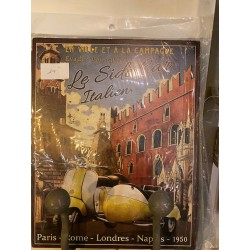 EN VILLE ET A LA CAMPAGNE
Le Side
Italien
Paris - Rome - Londres - Naples - 1950